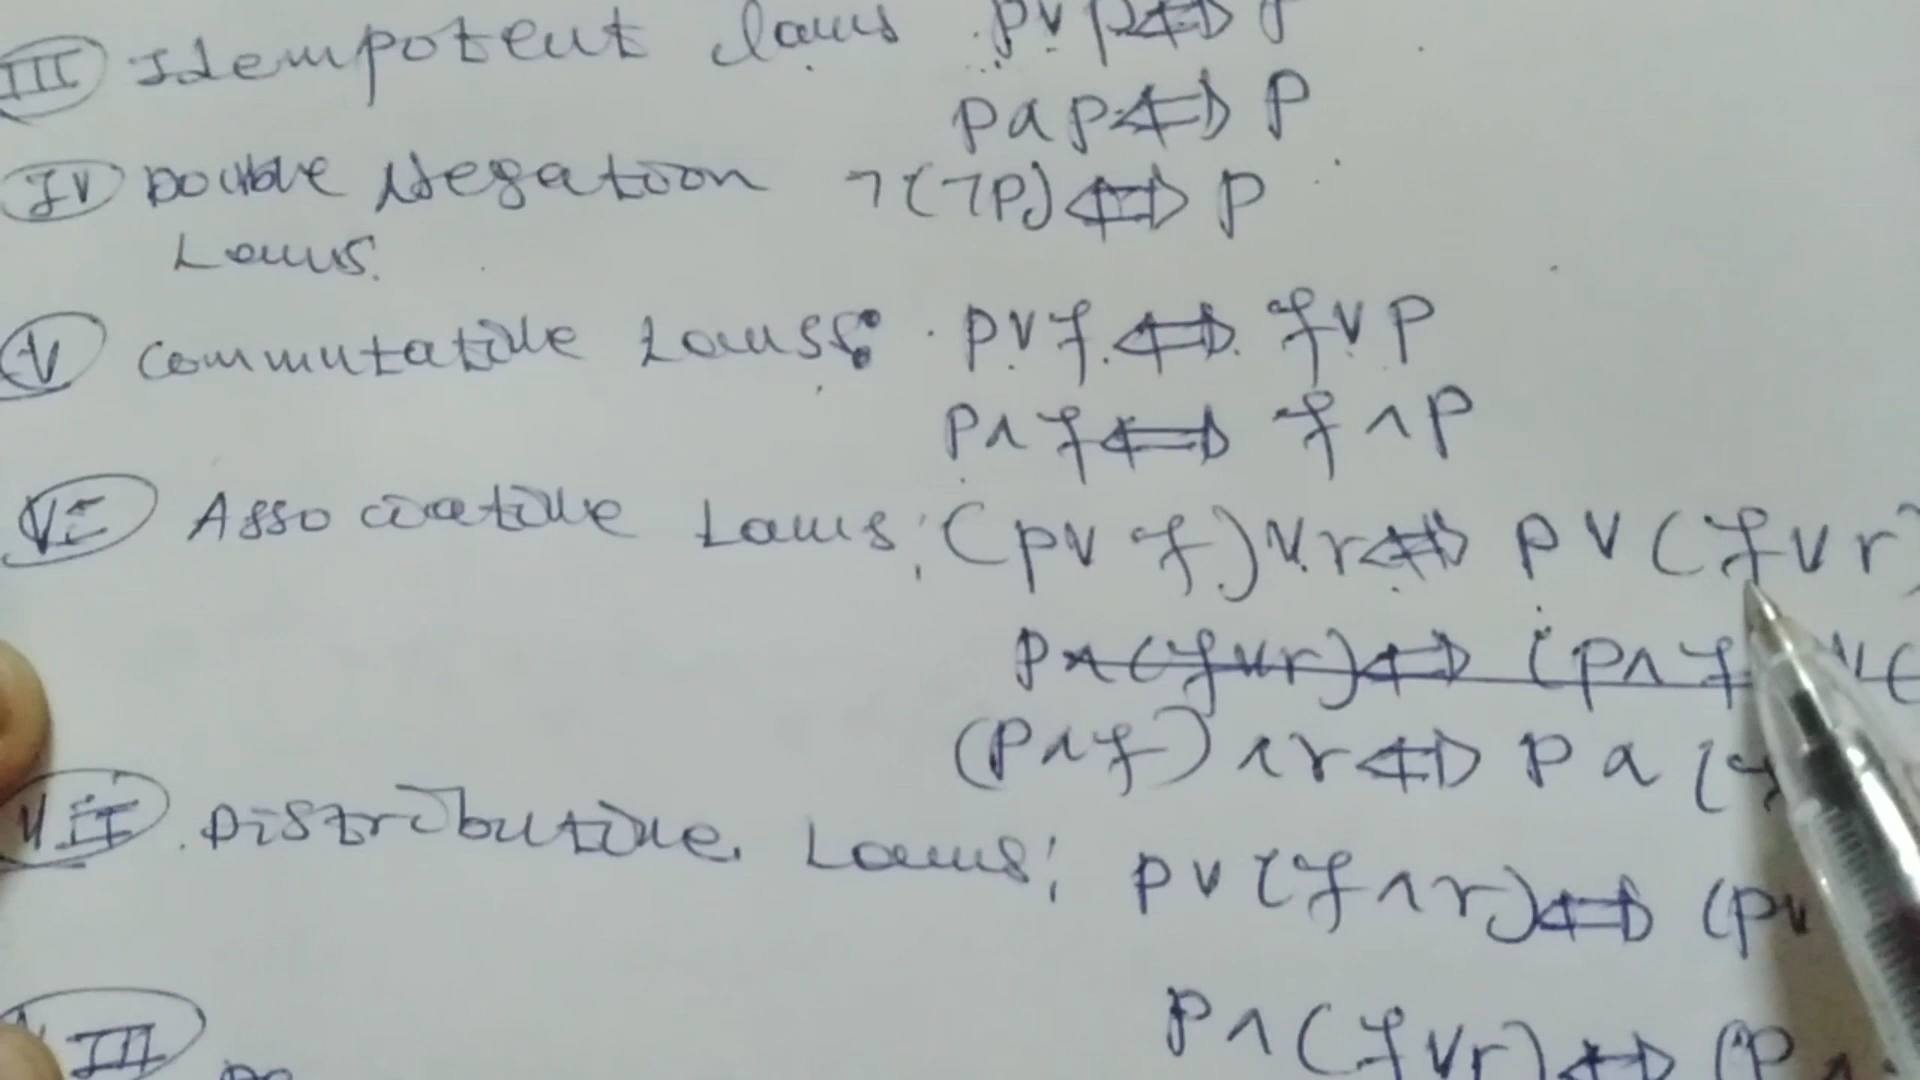 III Idempotent laws p∨p⇔p
p∧p⇔p
IV Double Negation ¬(¬p)⇔p
Laws.
V Commutative Laws: p∨q⇔q∨p
p∧q⇔q∧p
VI Associative Laws: (p∨q)∨r⇔p∨(q∨r)
p∧(q∨r)⇔(p∧q
(p∧q)∧r⇔p∧(q
VII Distributive Laws: p∨(q∧r)⇔(p∨
p∧(q∨r)⇔(p∧
VIII